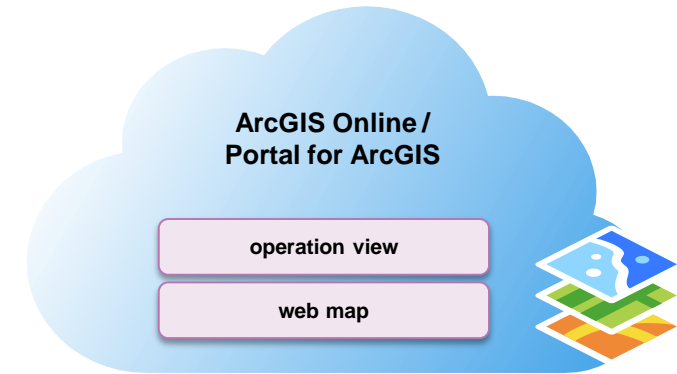 ArcGIS Online /
Portal for ArcGIS
operation view
web map